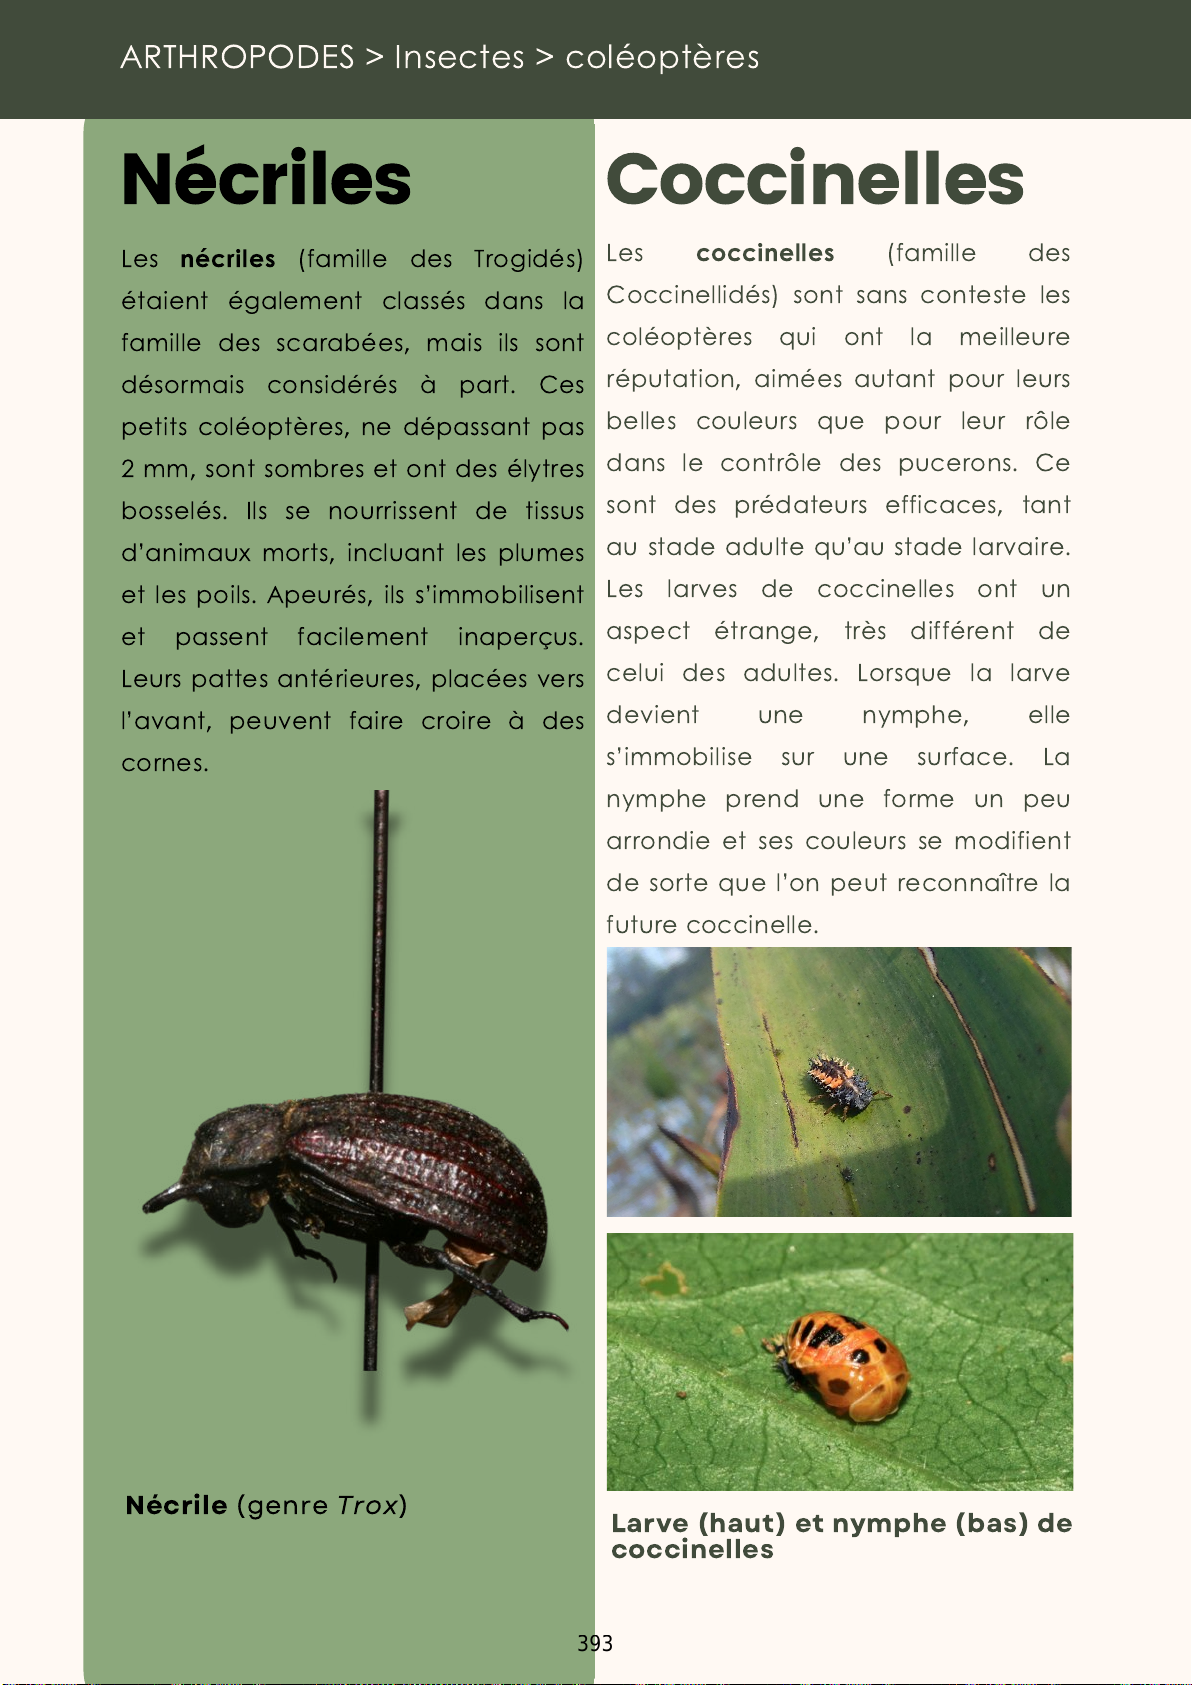 ARTHROPODES > Insectes > coléoptères
Nécriles
Les nécriles (famille des Trogidés)
étaient également classés dans la
famille des scarabées, mais ils sont
désormais considérés à part. Ces
petits coléoptères, ne dépassant pas
2 mm, sont sombres et ont des élytres
bosselés. Ils se nourrissent de tissus
d'animaux morts, incluant les plumes
et les poils. Apeurés, ils s'immobilisent
et passent facilement inaperçus.
Leurs pattes antérieures, placées vers
l'avant, peuvent faire croire à des
cornes.
Nécrile (genre Trox)
Coccinelles
Les coccinelles (famille des
Coccinellidés) sont sans conteste les
coléoptères qui ont la meilleure
réputation, aimées autant pour leurs
belles couleurs que pour leur rôle
dans le contrôle des pucerons. Ce
sont des prédateurs efficaces, tant
au stade adulte qu'au stade larvaire.
Les larves de coccinelles ont un
aspect étrange, très différent de
celui des adultes. Lorsque la larve
devient une nymphe, elle
s'immobilise sur une surface. La
nymphe prend une forme un peu
arrondie et ses couleurs se modifient
de sorte que l'on peut reconnaître la
future coccinelle.
Larve (haut) et nymphe (bas) de
coccinelles
393